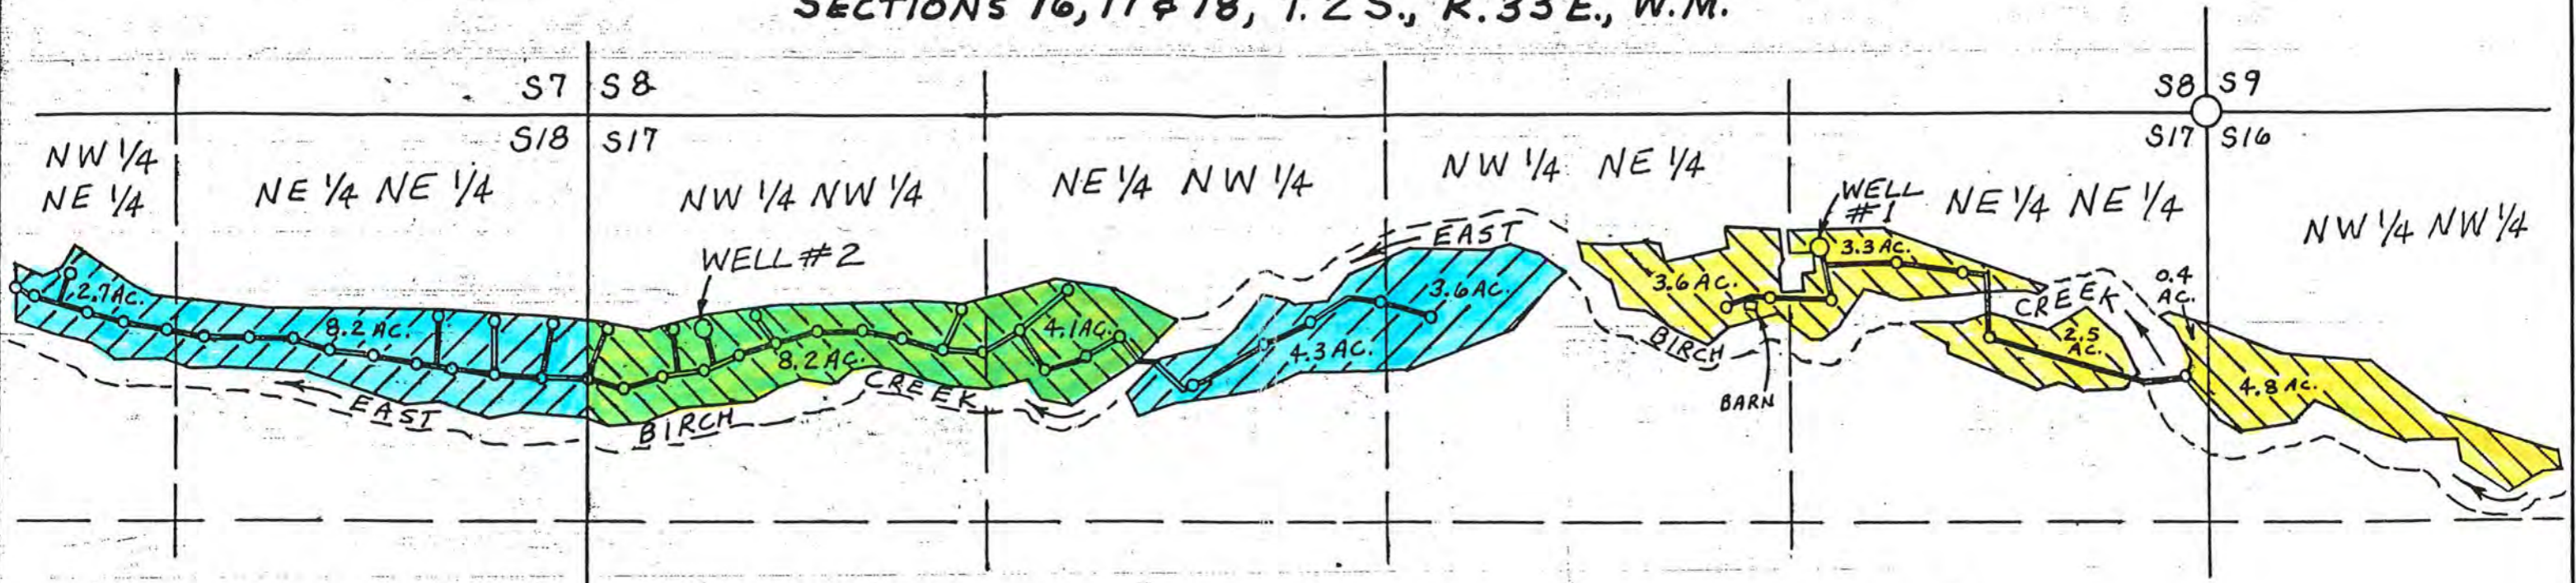 SECTIONS 16, 17 & 18, T. 2 S., R. 33 E., W.M.
S7 S8
S8 S9
S18 S17
S17 S16
NW 1/4
NE 1/4
NE 1/4 NE 1/4
NW 1/4 NW 1/4
NE 1/4 NW 1/4
NW 1/4 NE 1/4
WELL
#1
NE 1/4 NE 1/4
NW 1/4 NW 1/4
WELL #2
EAST
2.7 AC.
8.2 AC.
8.2 AC.
4.1 AC.
4.3 AC.
3.6 AC.
3.6 AC.
3.3 AC.
0.4
AC.
2.5
AC.
4.8 AC.
CREEK
BIRCH
BARN
EAST
BIRCH
CREEK